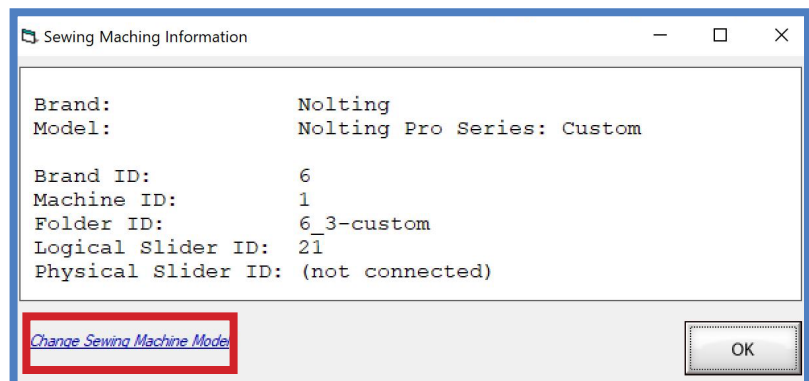 Sewing Maching Information
Brand: Nolting
Model: Nolting Pro Series: Custom
Brand ID: 6
Machine ID: 1
Folder ID: 6_3-custom
Logical Slider ID: 21
Physical Slider ID: (not connected)
Change Sewing Machine Model
OK